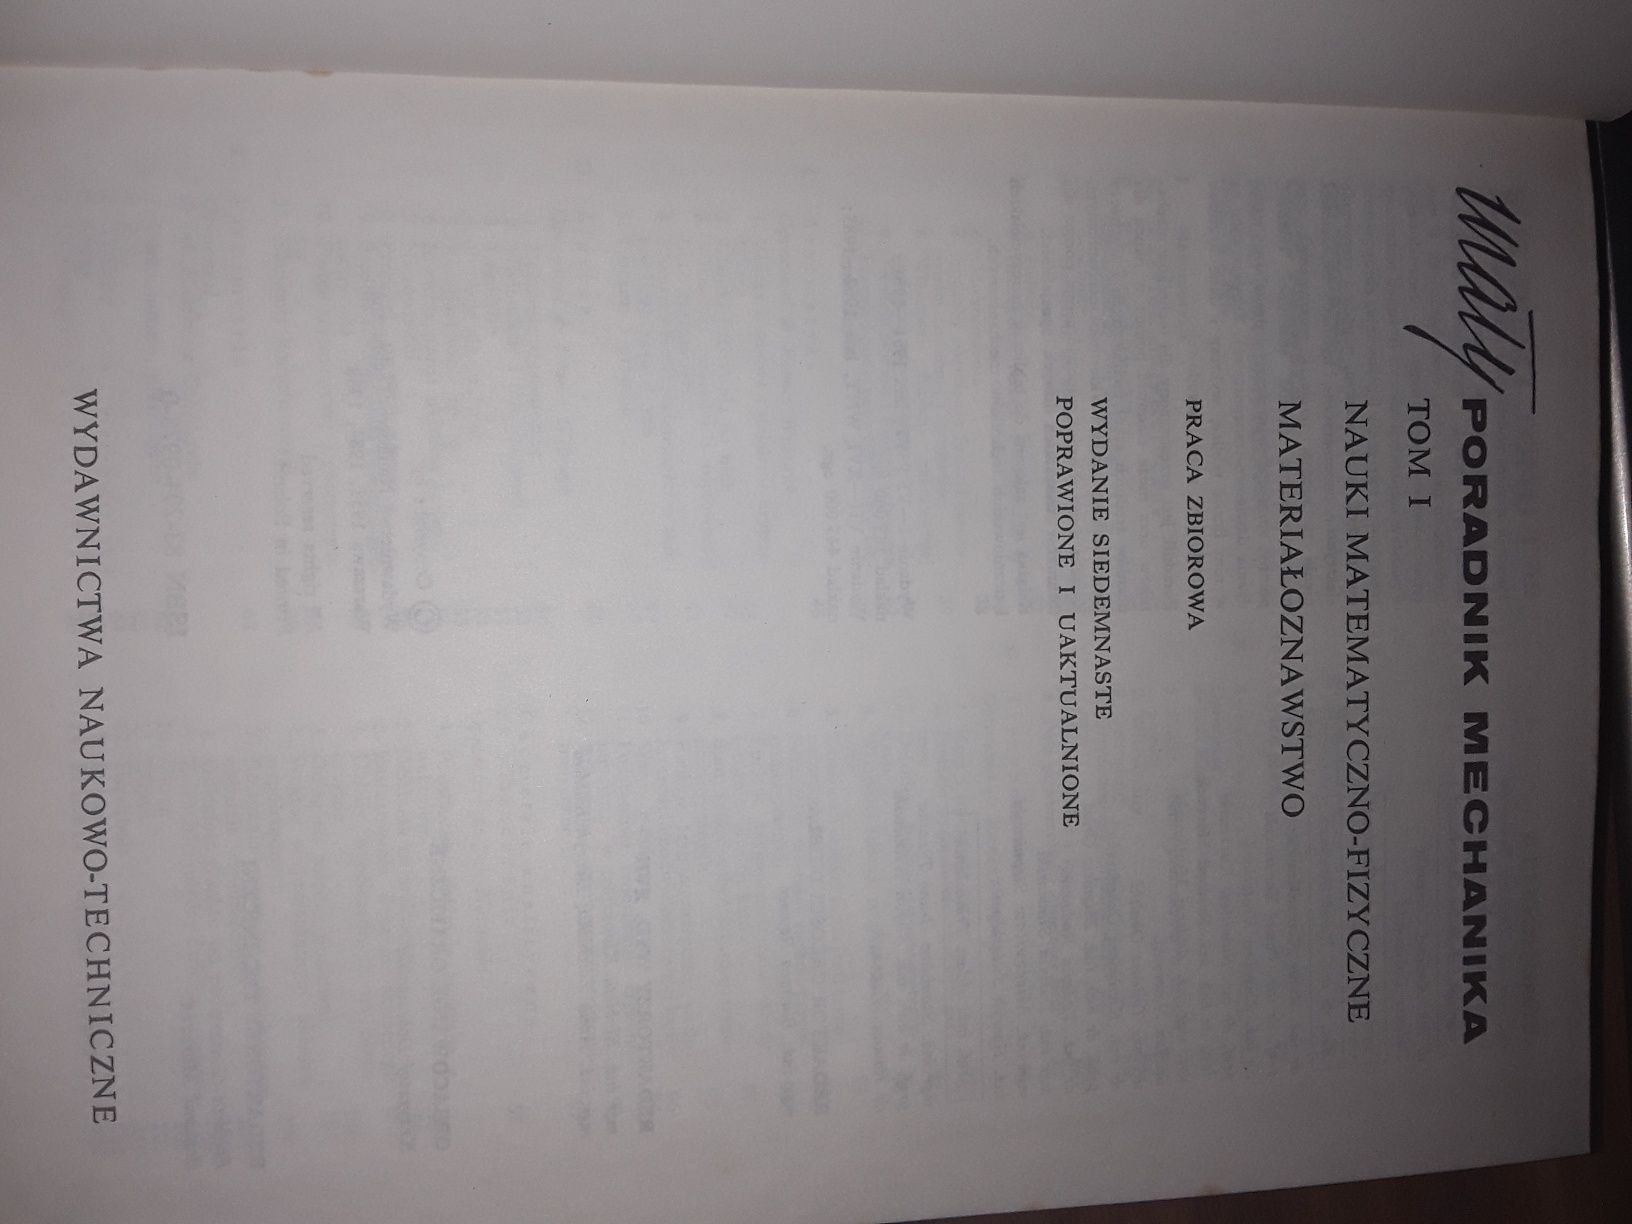 Mały PORADNIK MECHANIKA
TOM I
NAUKI MATEMATYCZNO-FIZYCZNE
MATERIAŁOZNAWSTWO
PRACA ZBIOROWA
WYDANIE SIEDEMNASTE
POPRAWIONE I UAKTUALNIONE
WYDAWNICTWA NAUKOWO-TECHNICZNE